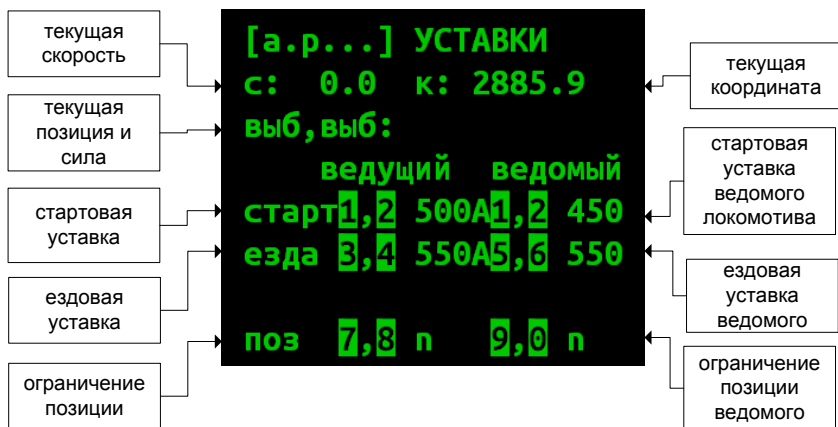 текущая
скорость
текущая
позиция и
сила
стартовая
уставка
ездовая
уставка
ограничение
позиции
[а.р...] УСТАВКИ
с: 0.0 к: 2885.9
выб,выб:
ведущий ведомый
старт1,2 500А1,2 450
езда 3,4 550А5,6 550
поз 7,8 п 9,0 п
текущая
координата
стартовая
уставка
ведомого
локомотива
ездовая
уставка
ведомого
ограничение
позиции
ведомого